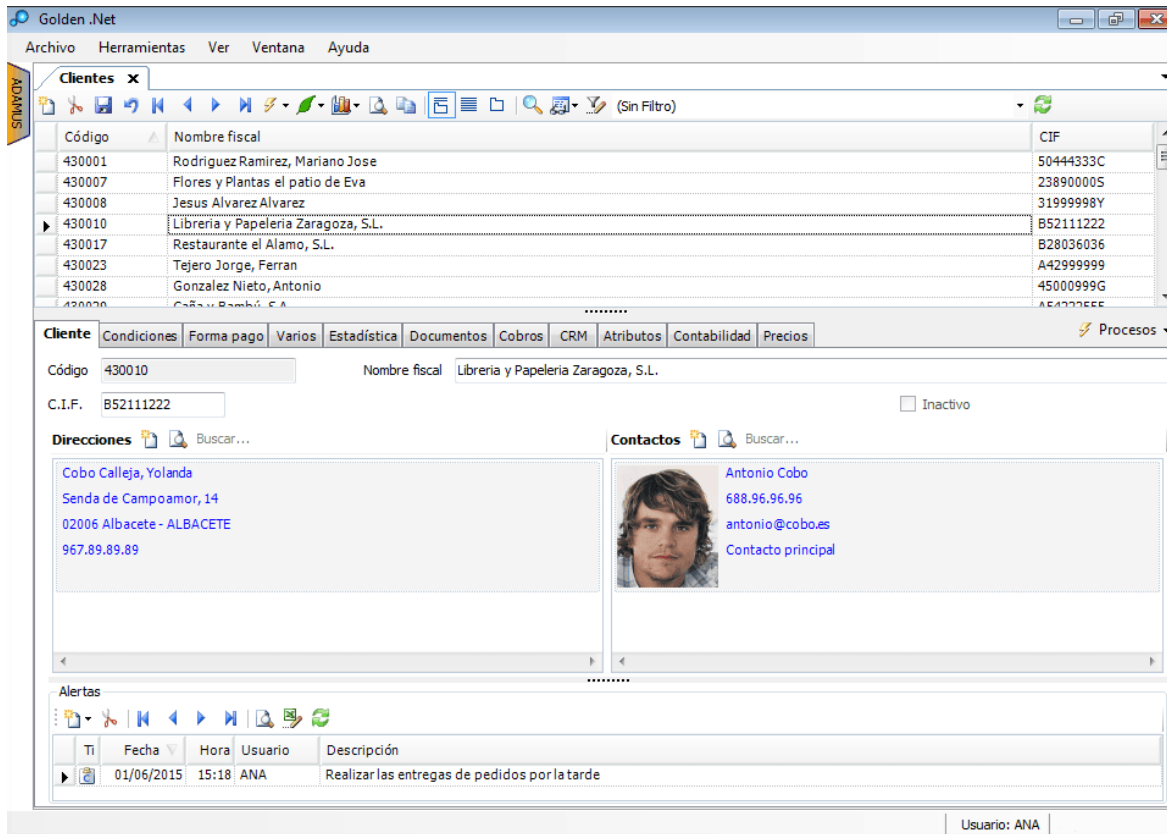 Golden .Net
Archivo Herramientas Ver Ventana Ayuda
ADAMUS
Clientes x
(Sin Filtro)
Código Nombre fiscal CIF
430001 Rodriguez Ramirez, Mariano Jose 50444333C
430007 Flores y Plantas el patio de Eva 23890000S
430008 Jesus Alvarez Alvarez 31999998Y
430010 Libreria y Papeleria Zaragoza, S.L. B52111222
430017 Restaurante el Alamo, S.L. B28036036
430023 Tejero Jorge, Ferran A42999999
430028 Gonzalez Nieto, Antonio 45000999G
430029 Caña y Bambú, S.A.
Cliente Condiciones Forma pago Varios Estadística Documentos Cobros CRM Atributos Contabilidad Precios Procesos
Código 430010 Nombre fiscal Libreria y Papeleria Zaragoza, S.L.
C.I.F. B52111222 Inactivo
Direcciones Buscar... Contactos Buscar...
Cobo Calleja, Yolanda Antonio Cobo
Senda de Campoamor, 14 688.96.96.96
02006 Albacete - ALBACETE antonio@cobo.es
967.89.89.89 Contacto principal
Alertas
Ti Fecha Hora Usuario Descripción
01/06/2015 15:18 ANA Realizar las entregas de pedidos por la tarde
Usuario: ANA